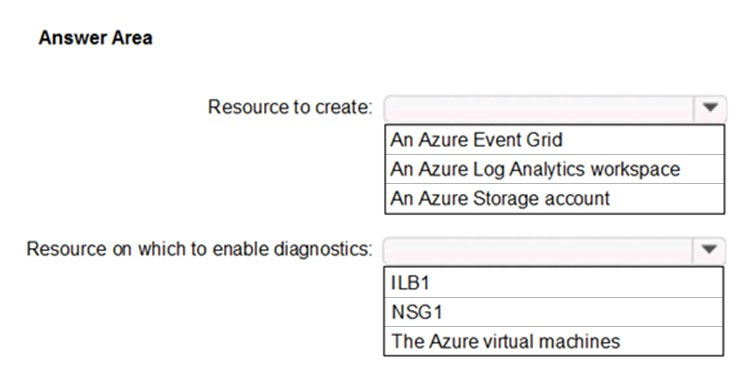 Answer Area
Resource to create:
An Azure Event Grid
An Azure Log Analytics workspace
An Azure Storage account
Resource on which to enable diagnostics:
ILB1
NSG1
The Azure virtual machines